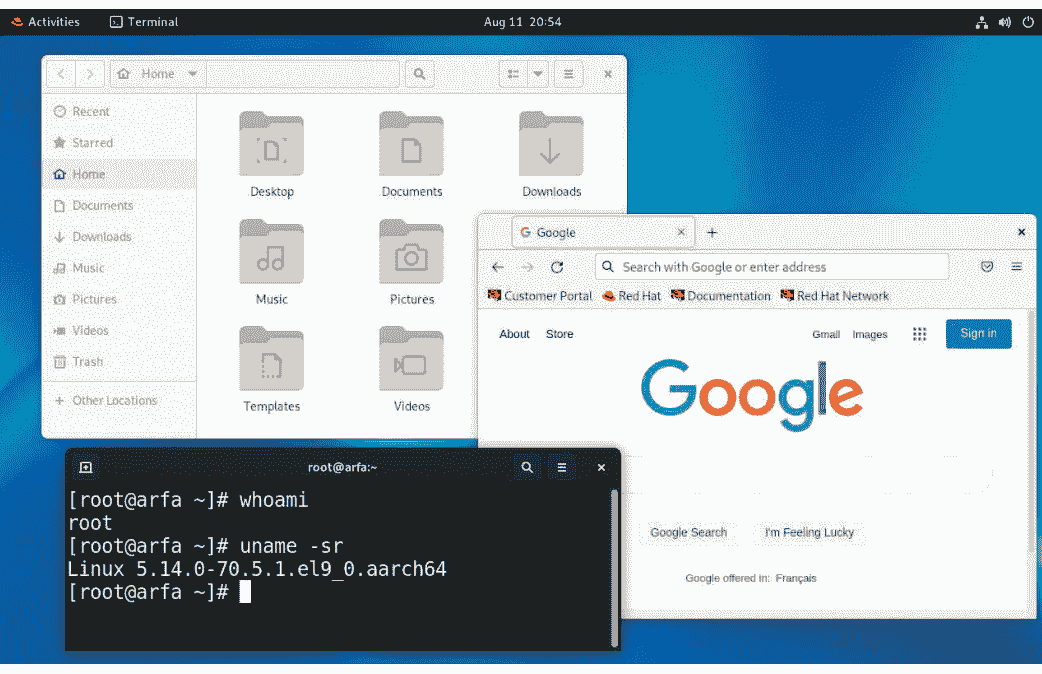 Activities Terminal Aug 11 20:54
Home
Recent
Starred
Home
Documents
Downloads
Music
Pictures
Videos
Trash
Other Locations
Desktop Documents Downloads
Music Pictures
Templates Videos
Google
Search with Google or enter address
Customer Portal Red Hat Documentation Red Hat Network
About Store Gmail Images Sign in
Google
Google Search I'm Feeling Lucky
Google offered in: Français
root@arfa:~
[root@arfa ~]# whoami
root
[root@arfa ~]# uname -sr
Linux 5.14.0-70.5.1.el9_0.aarch64
[root@arfa ~]#